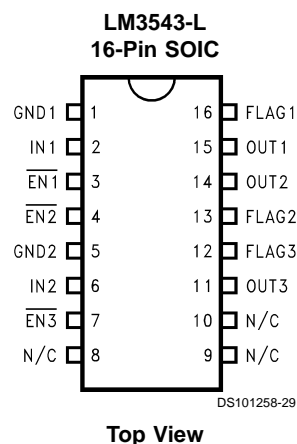 LM3543-L
16-Pin SOIC
GND1 1 16 FLAG1
IN1 2 15 OUT1
EN1 3 14 OUT2
EN2 4 13 FLAG2
GND2 5 12 FLAG3
IN2 6 11 OUT3
EN3 7 10 N/C
N/C 8 9 N/C
DS101258-29
Top View